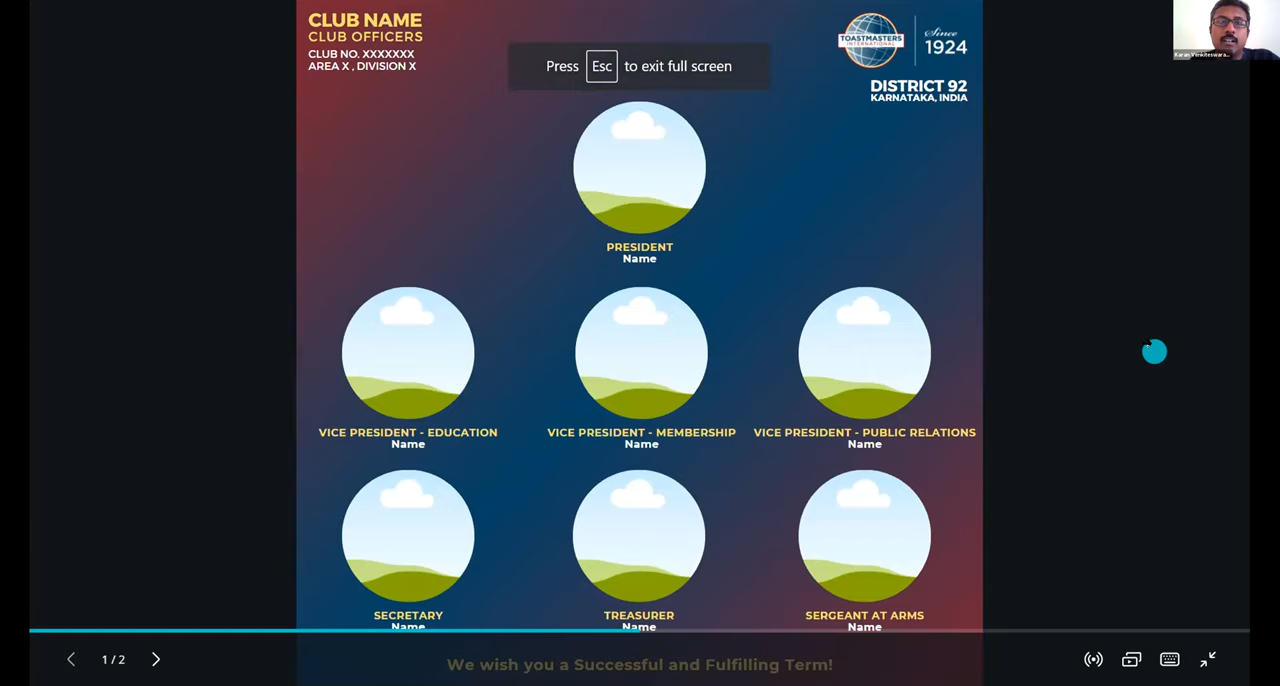 CLUB NAME
CLUB OFFICERS
CLUB NO. XXXXXXX
AREA X , DIVISION X
TOASTMASTERS
INTERNATIONAL
Since
1924
DISTRICT 92
KARNATAKA, INDIA
Press Esc to exit full screen
Karan Venkiteswara...
PRESIDENT
Name
VICE PRESIDENT - EDUCATION
Name
VICE PRESIDENT - MEMBERSHIP
Name
VICE PRESIDENT - PUBLIC RELATIONS
Name
SECRETARY
Name
TREASURER
Name
SERGEANT AT ARMS
Name
1 / 2
We wish you a Successful and Fulfilling Term!